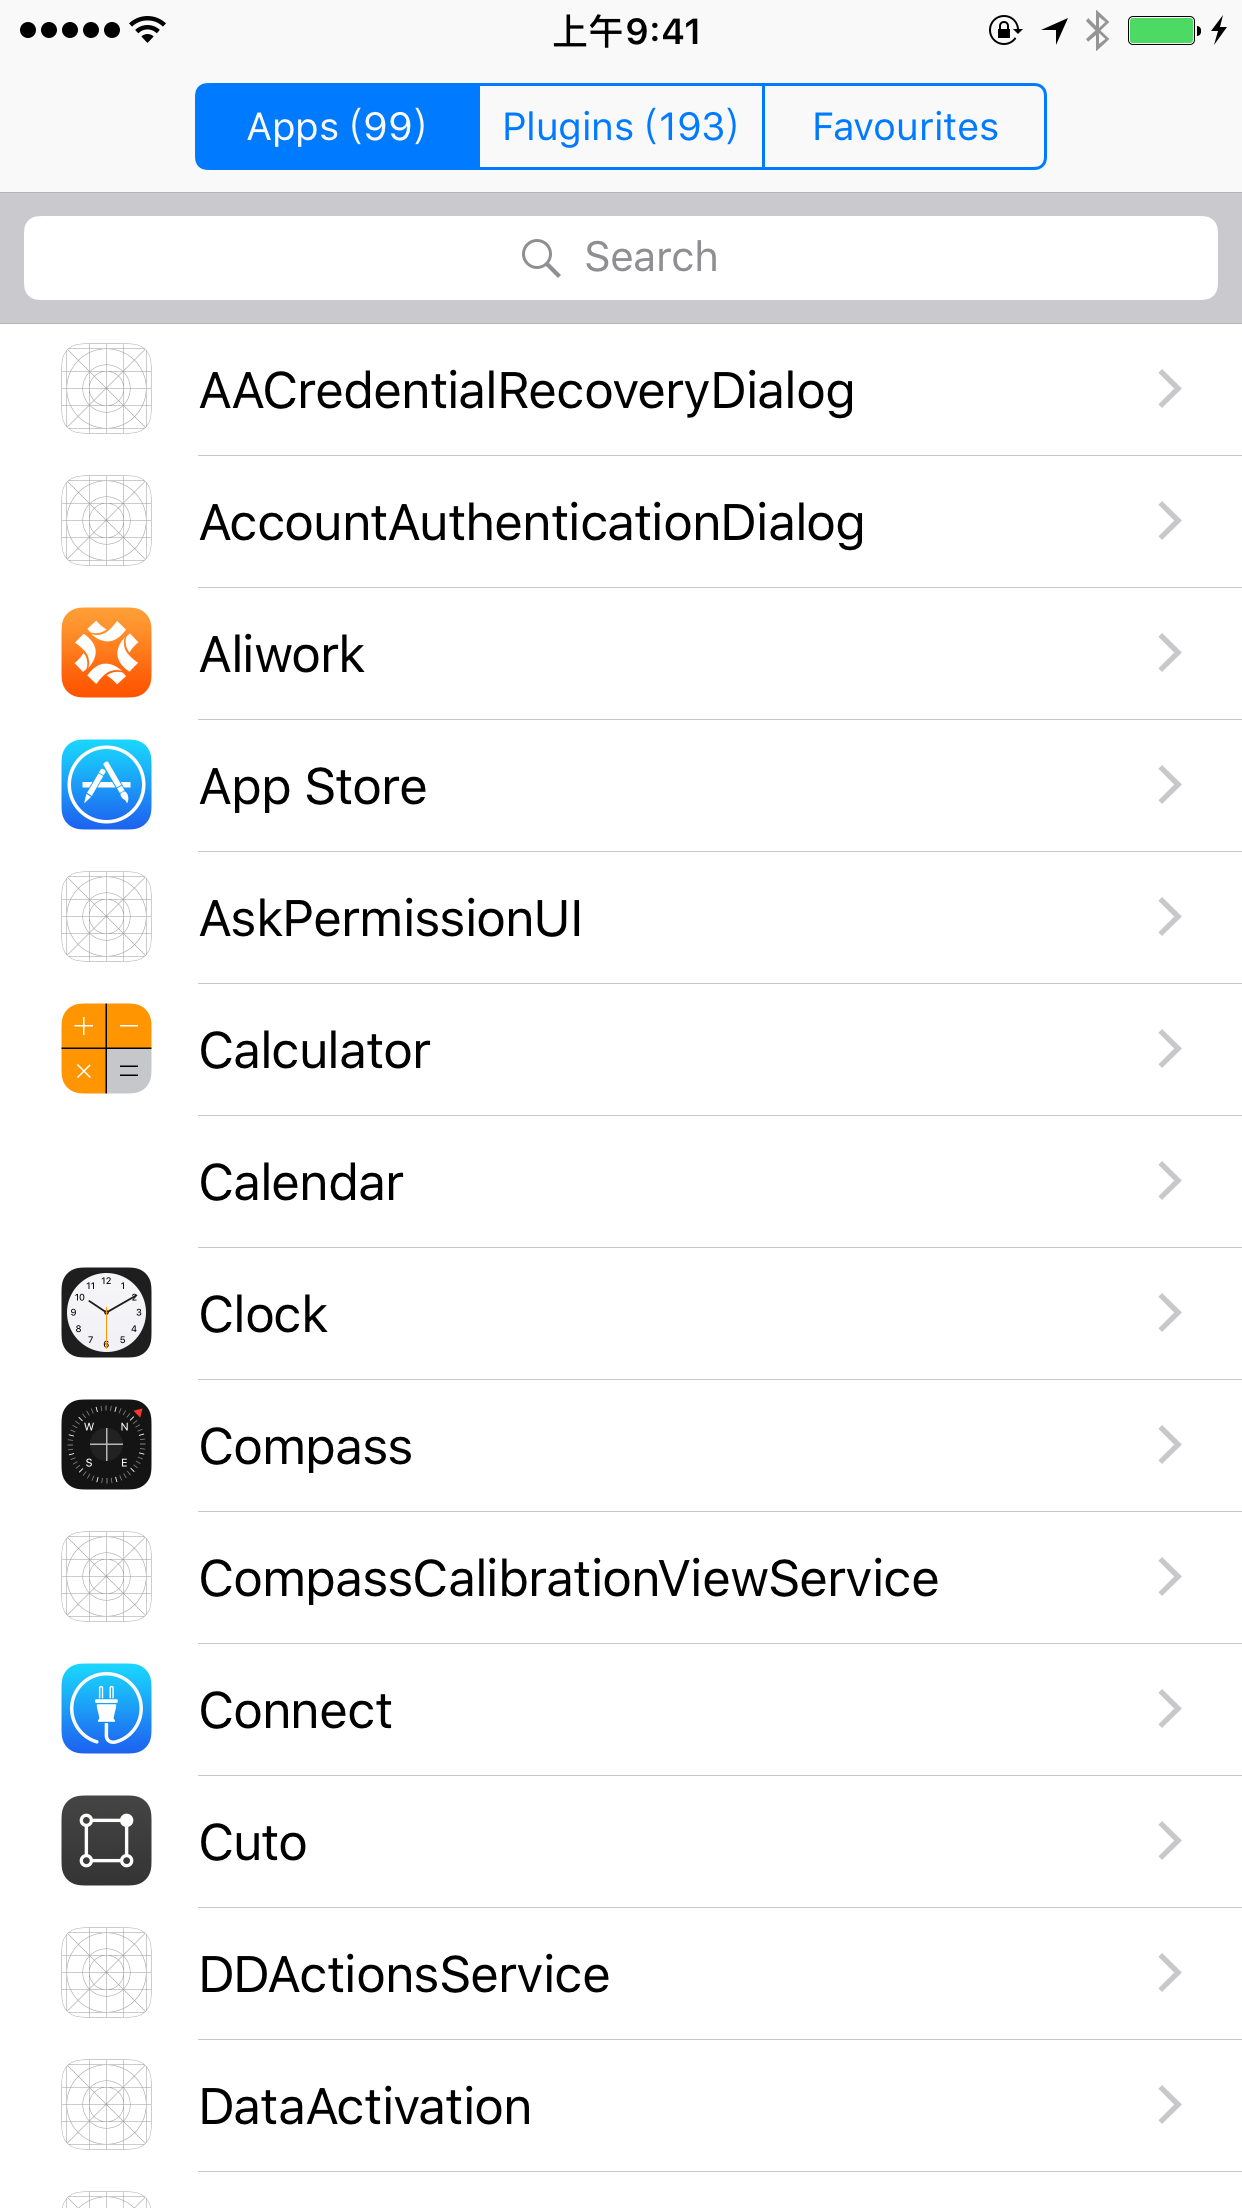 上午9:41
Apps (99) Plugins (193) Favourites
Search
AACredentialRecoveryDialog
AccountAuthenticationDialog
Aliwork
App Store
AskPermissionUI
Calculator
Calendar
Clock
Compass
CompassCalibrationViewService
Connect
Cuto
DDActionsService
DataActivation